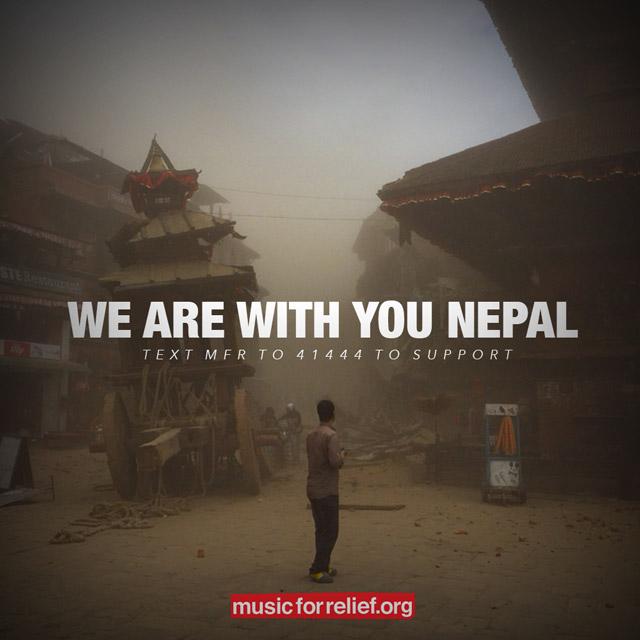 WE ARE WITH YOU NEPAL
TEXT MFR TO 41444 TO SUPPORT
musicforrelief.org